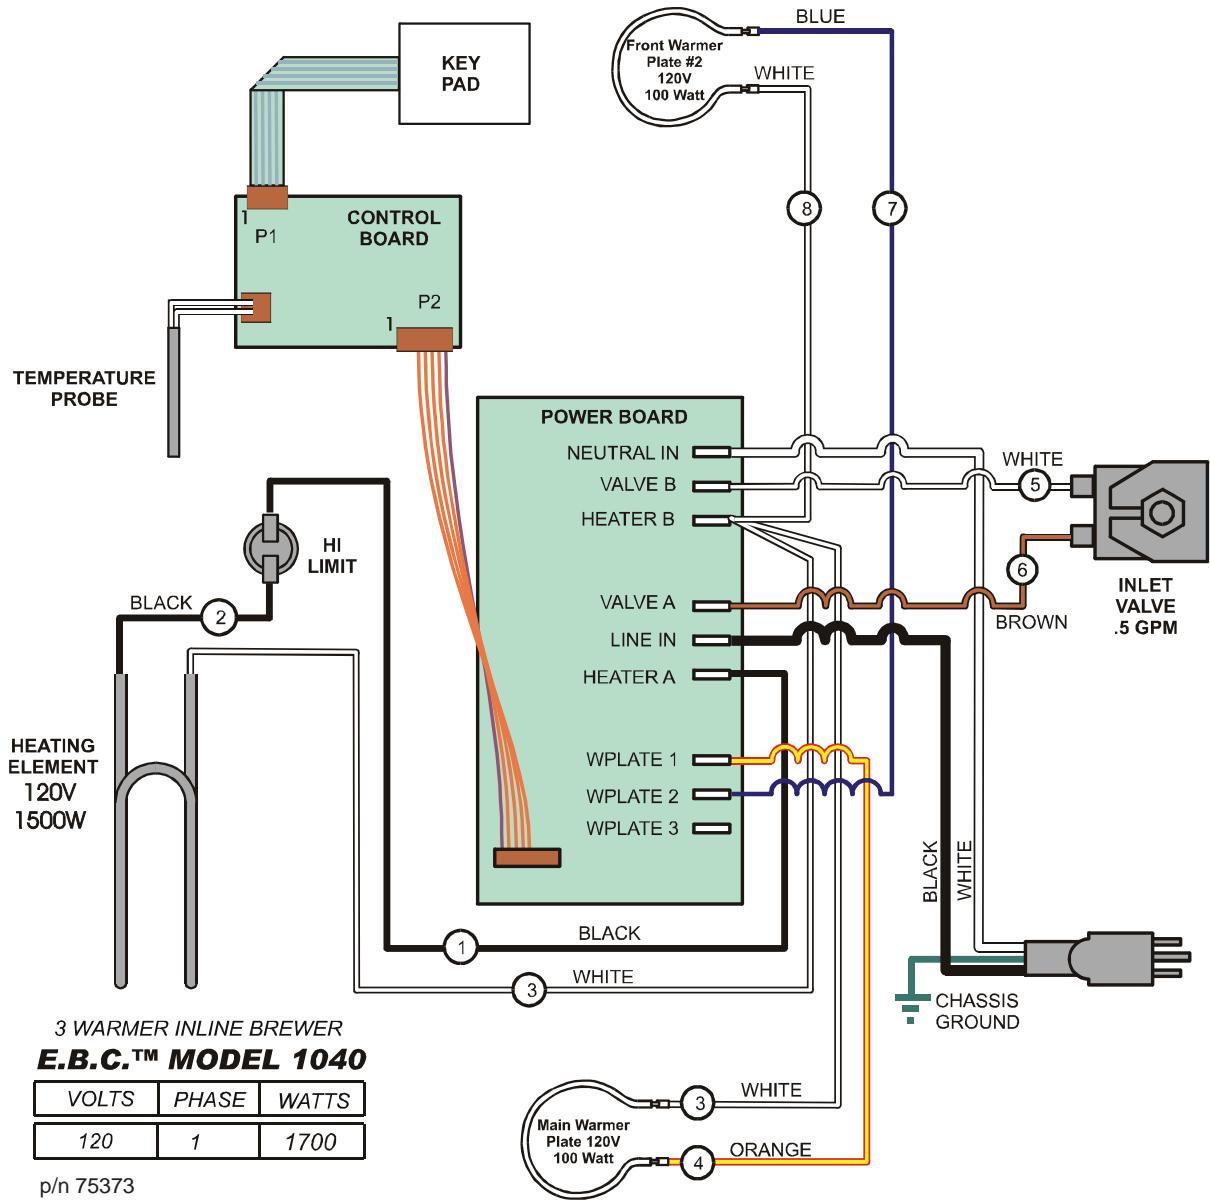 BLUE
Front Warmer
Plate #2
120V
100 Watt
WHITE
KEY
PAD
8
7
1
P1
CONTROL
BOARD
P2
1
TEMPERATURE
PROBE
POWER BOARD
NEUTRAL IN
VALVE B
HEATER B
VALVE A
LINE IN
HEATER A
WPLATE 1
WPLATE 2
WPLATE 3
WHITE
5
6
BROWN
INLET
VALVE
.5 GPM
HI
LIMIT
BLACK
2
HEATING
ELEMENT
120V
1500W
BLACK
WHITE
1
BLACK
3
WHITE
CHASSIS
GROUND
3 WARMER INLINE BREWER
E.B.C.™ MODEL 1040
VOLTS PHASE WATTS
120 1 1700
p/n 75373
Main Warmer
Plate 120V
100 Watt
3
WHITE
4
ORANGE